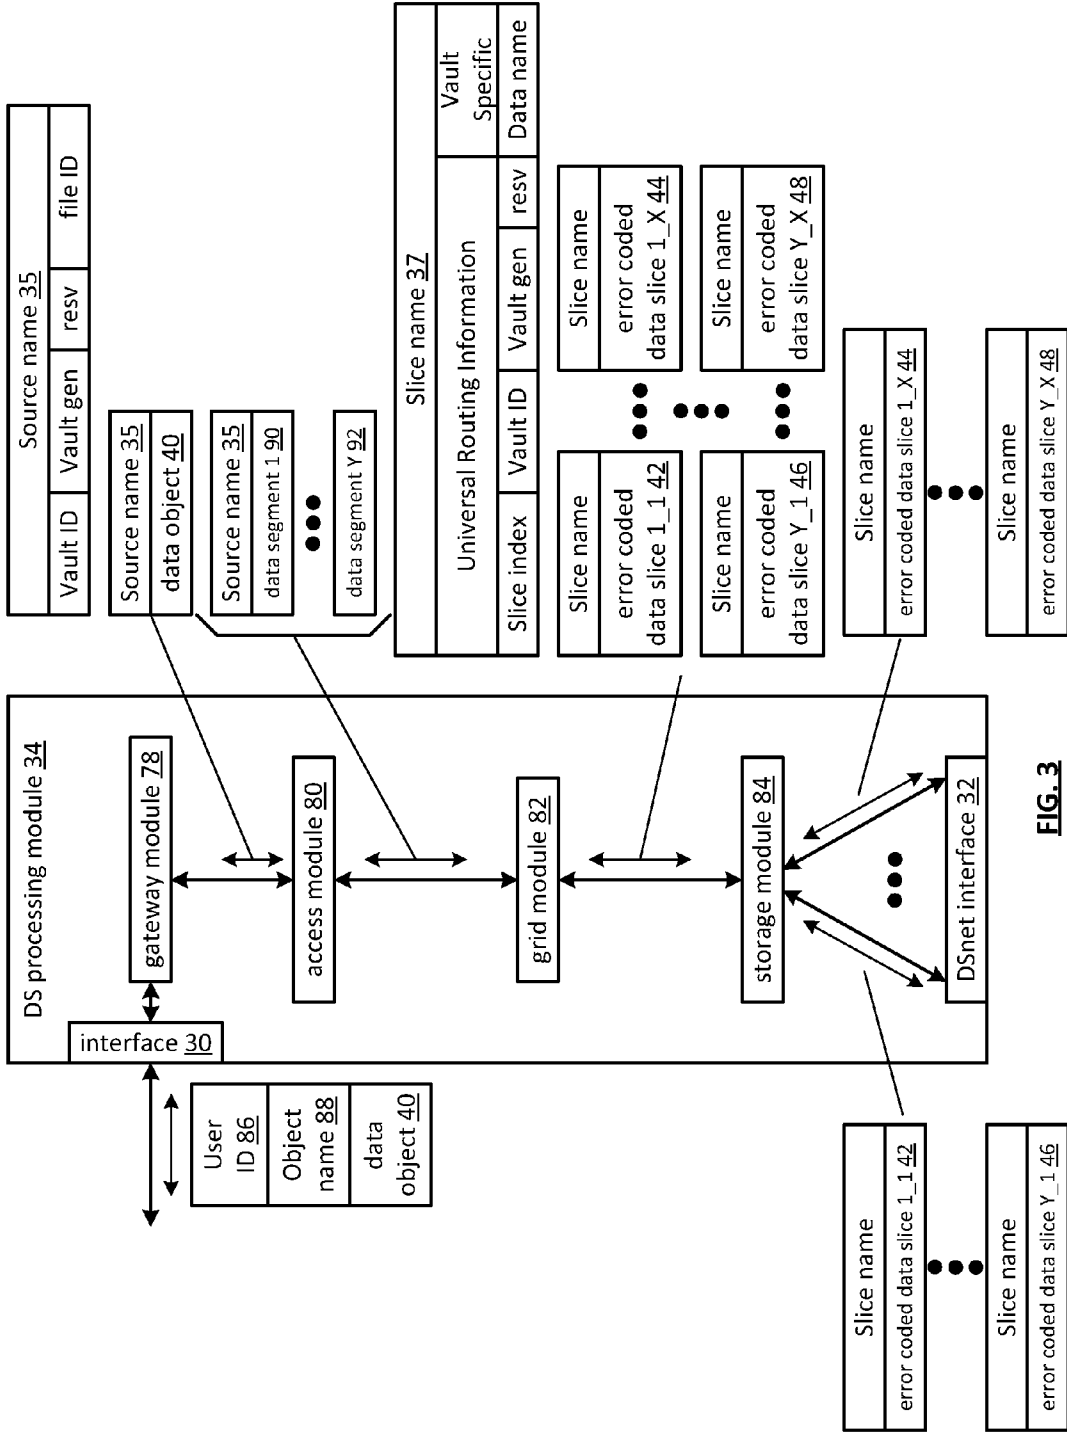 Source name 35
Vault ID
Vault gen
resv
file ID
Source name 35
data object 40
Source name 35
data segment 1 90
data segment Y 92
Slice name 37
Universal Routing Information
Vault
Specific
Slice index
Vault ID
Vault gen
resv
Data name
Slice name
error coded
data slice 1_1 42
Slice name
error coded
data slice 1_X 44
Slice name
error coded
data slice Y_1 46
Slice name
error coded
data slice Y_X 48
DS processing module 34
interface 30
gateway module 78
access module 80
grid module 82
storage module 84
DSnet interface 32
User
ID 86
Object
name 88
data
object 40
Slice name
error coded data slice 1_1 42
Slice name
error coded data slice Y_1 46
Slice name
error coded data slice 1_X 44
Slice name
error coded data slice Y_X 48
FIG. 3